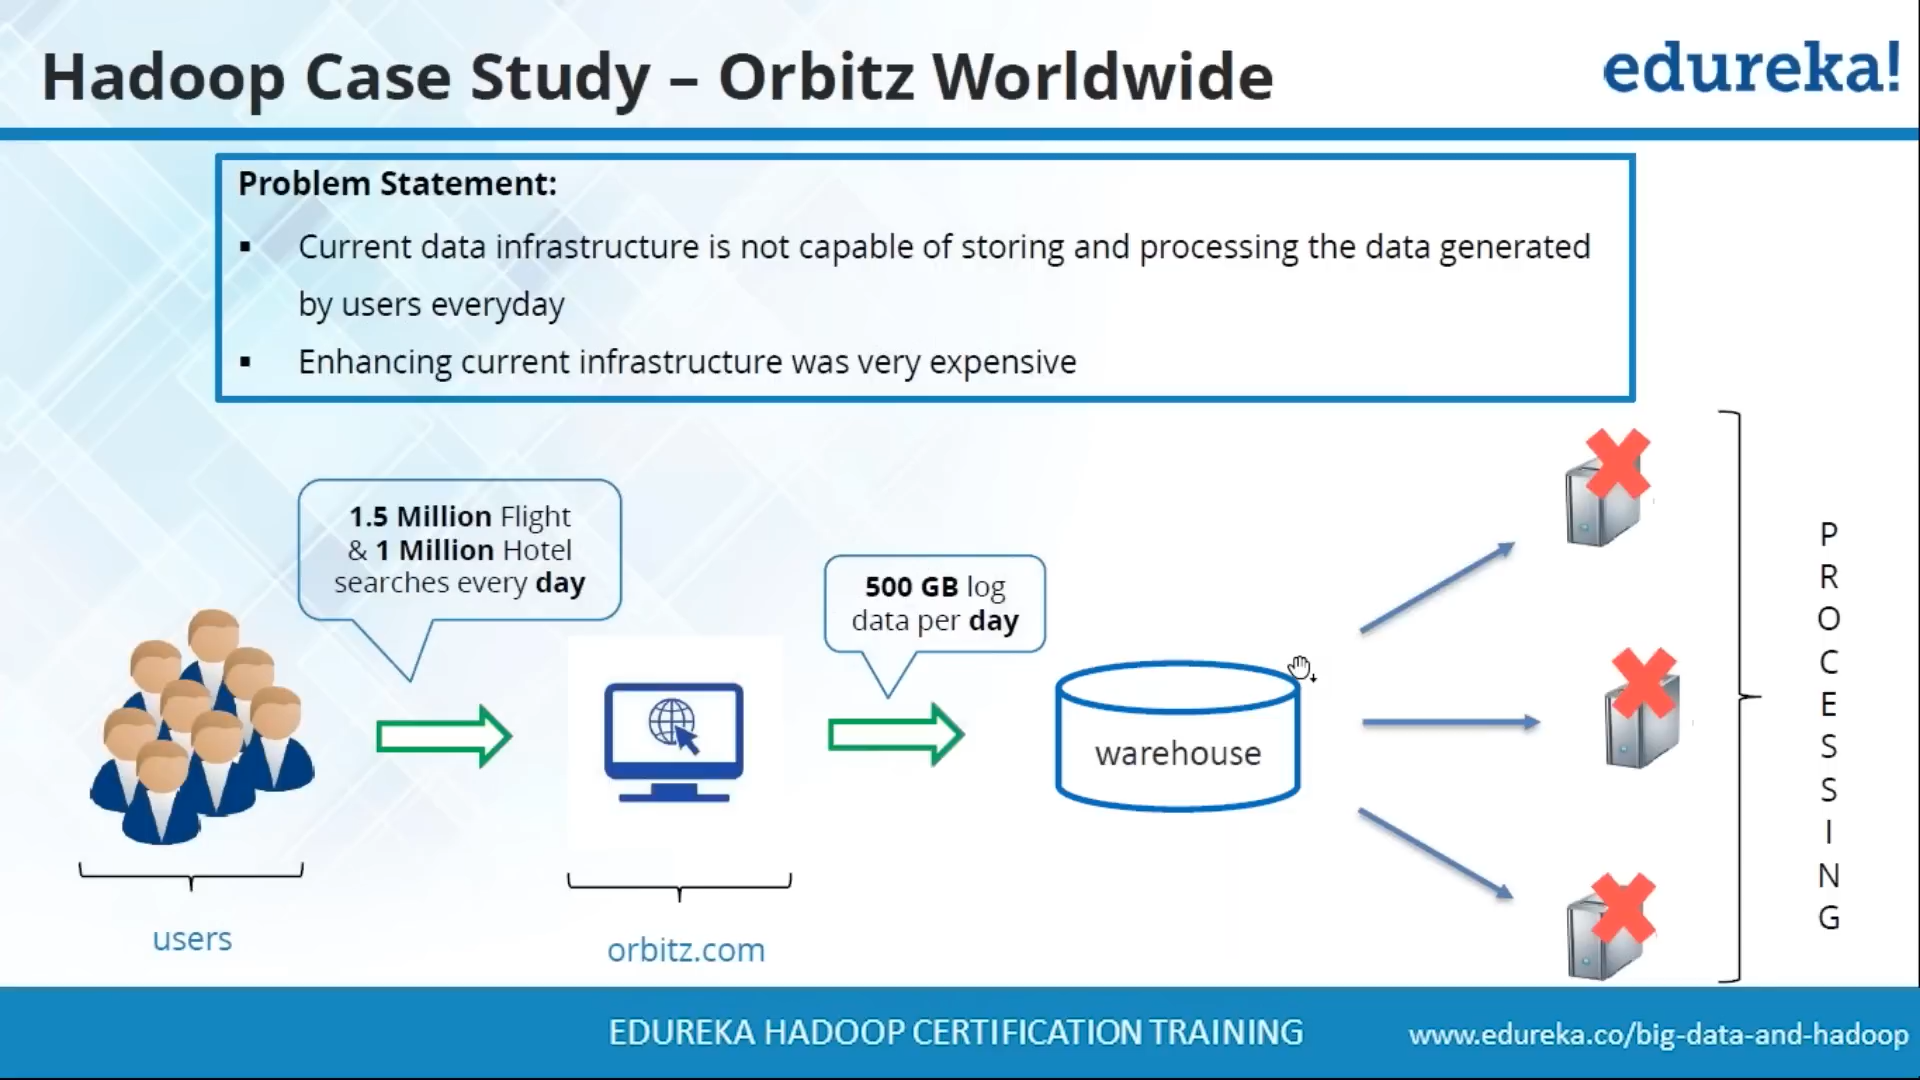 Hadoop Case Study – Orbitz Worldwide
edureka!
Problem Statement:
▪ Current data infrastructure is not capable of storing and processing the data generated
by users everyday
▪ Enhancing current infrastructure was very expensive
1.5 Million Flight
& 1 Million Hotel
searches every day
500 GB log
data per day
warehouse
users
orbitz.com
P
R
O
C
E
S
S
I
N
G
EDUREKA HADOOP CERTIFICATION TRAINING
www.edureka.co/big-data-and-hadoop